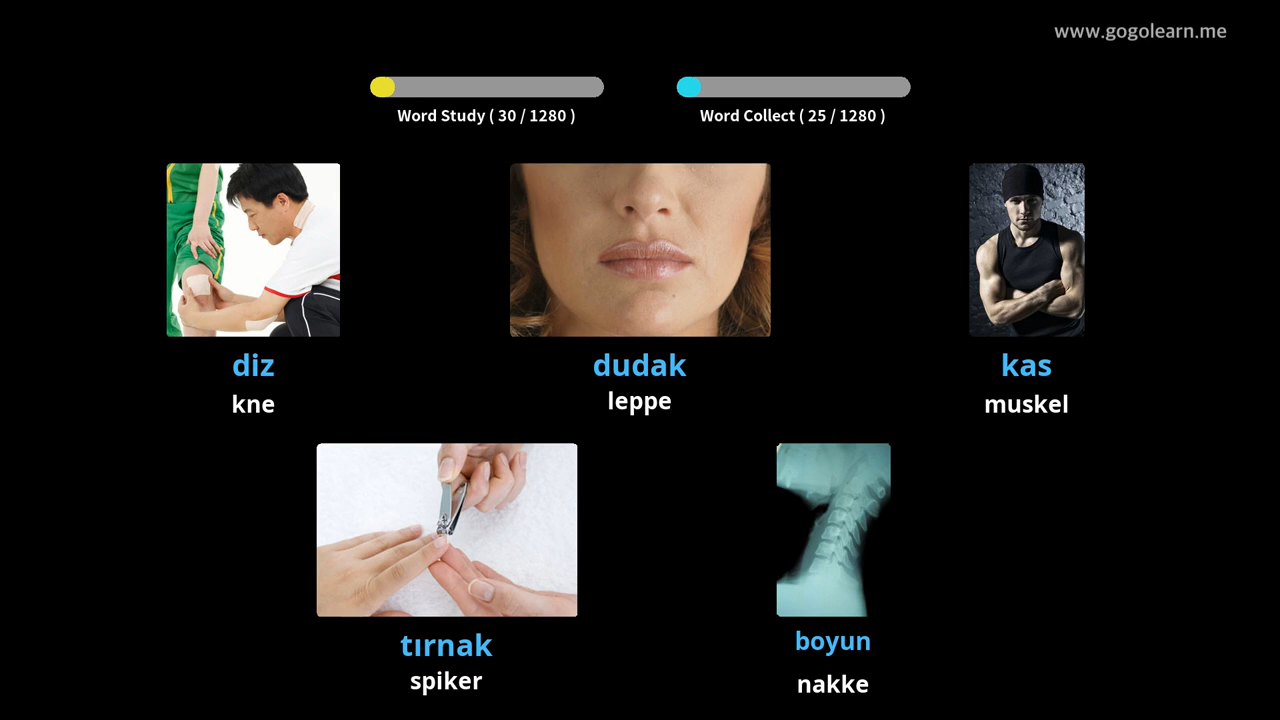 www.gogolearn.me
Word Study ( 30 / 1280 )
Word Collect ( 25 / 1280 )
diz
kne
dudak
leppe
kas
muskel
tırnak
spiker
boyun
nakke